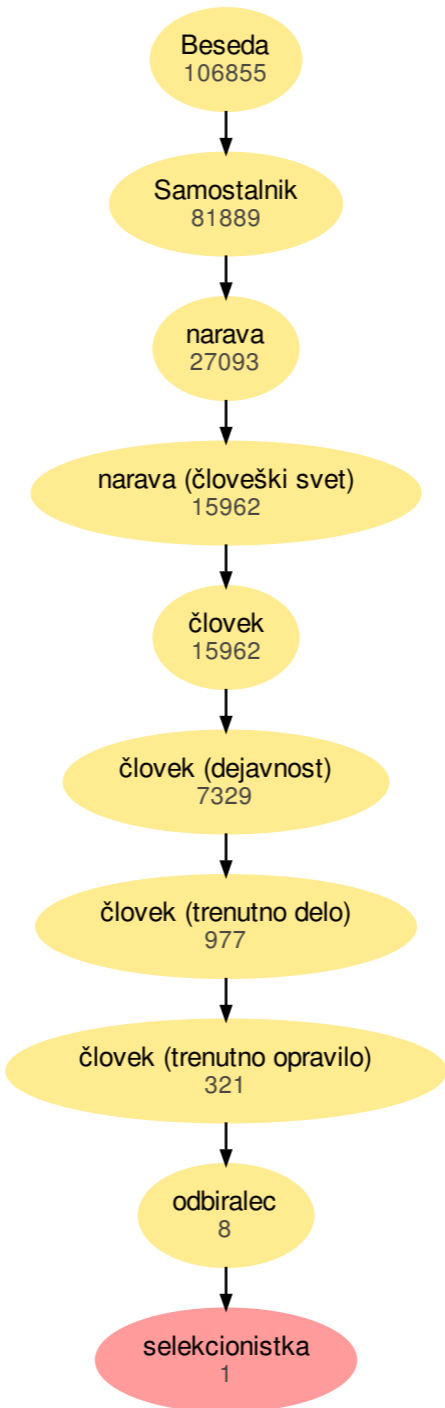 Beseda
106855
Samostalnik
81889
narava
27093
narava (človeški svet)
15962
človek
15962
človek (dejavnost)
7329
človek (trenutno delo)
977
človek (trenutno opravilo)
321
odbiralec
8
selekcionistka
1